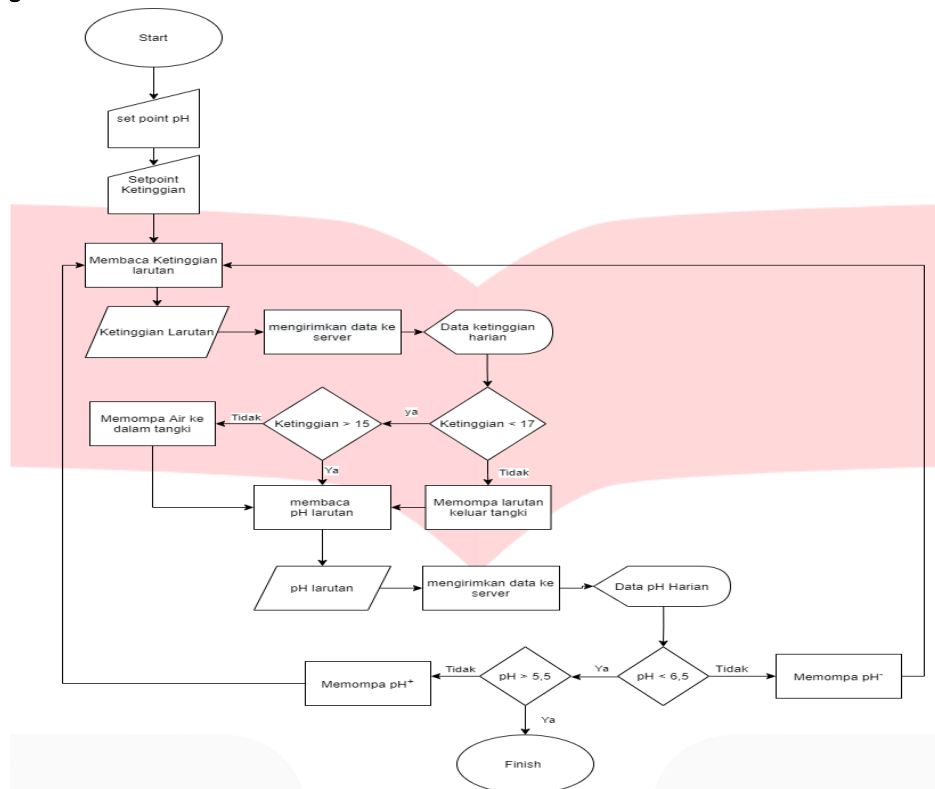 Start
set point pH
Setpoint
Ketinggian
Membaca Ketinggian
larutan
Ketinggian Larutan
mengirimkan data ke
server
Data ketinggian
harian
Memompa Air ke
dalam tangki
Tidak
Ketinggian > 15
ya
Ketinggian < 17
Ya
Tidak
membaca
pH larutan
Memompa larutan
keluar tangki
pH larutan
mengirimkan data ke
server
Data pH Harian
Memompa pH⁺
Tidak
pH > 5,5
Ya
pH < 6,5
Tidak
Memompa pH⁻
Ya
Finish